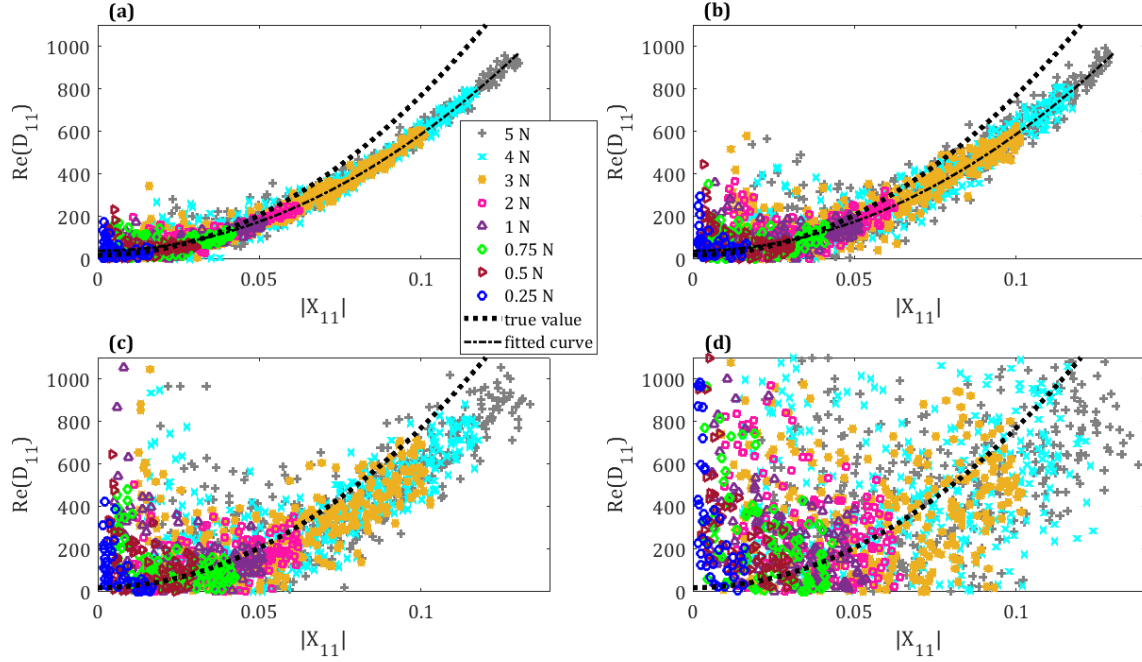 (a)
1000
800
600
400
200
0
Re(D11)
0
0.05
0.1
|X11|
(b)
1000
800
600
400
200
0
Re(D11)
0
0.05
0.1
|X11|
5 N
4 N
3 N
2 N
1 N
0.75 N
0.5 N
0.25 N
true value
fitted curve
(c)
1000
800
600
400
200
0
Re(D11)
0
0.05
0.1
|X11|
(d)
1000
800
600
400
200
0
Re(D11)
0
0.05
0.1
|X11|